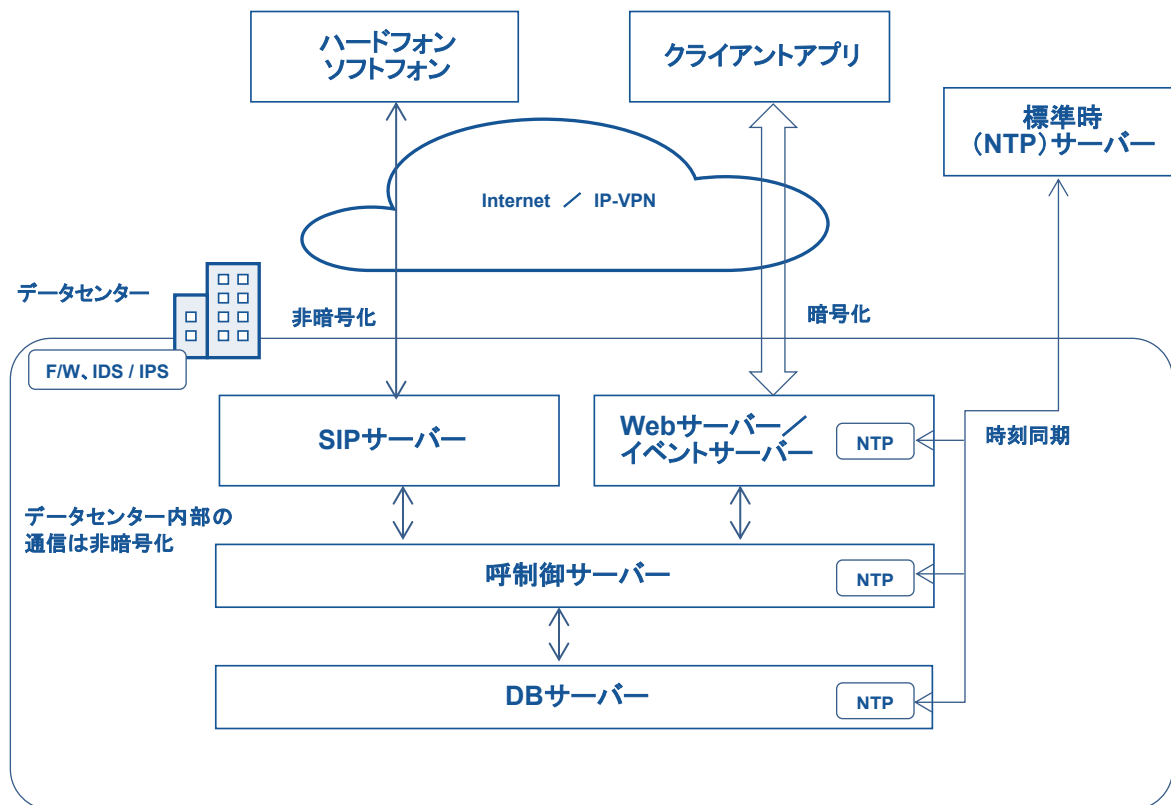 ハードフォン
ソフトフォン
クライアントアプリ
標準時
（NTP）サーバー
Internet ／ IP-VPN
データセンター
非暗号化
暗号化
F/W、IDS / IPS
SIPサーバー
Webサーバー／
イベントサーバー
NTP
時刻同期
データセンター内部の
通信は非暗号化
呼制御サーバー
NTP
DBサーバー
NTP